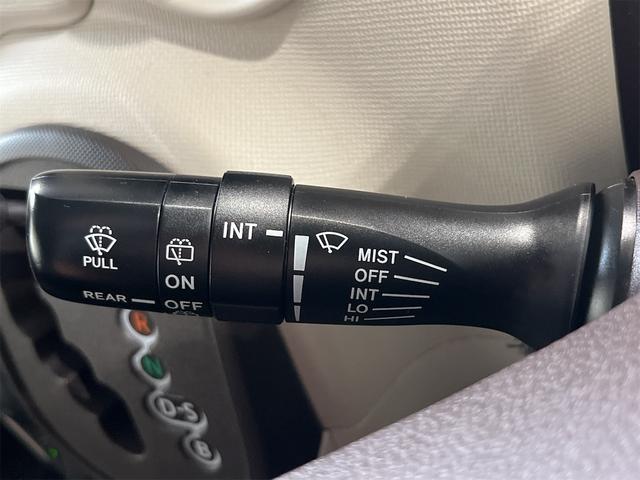 PULL
REAR
ON
OFF
INT
MIST
OFF
INT
LO
HI
R
N
D-S
B